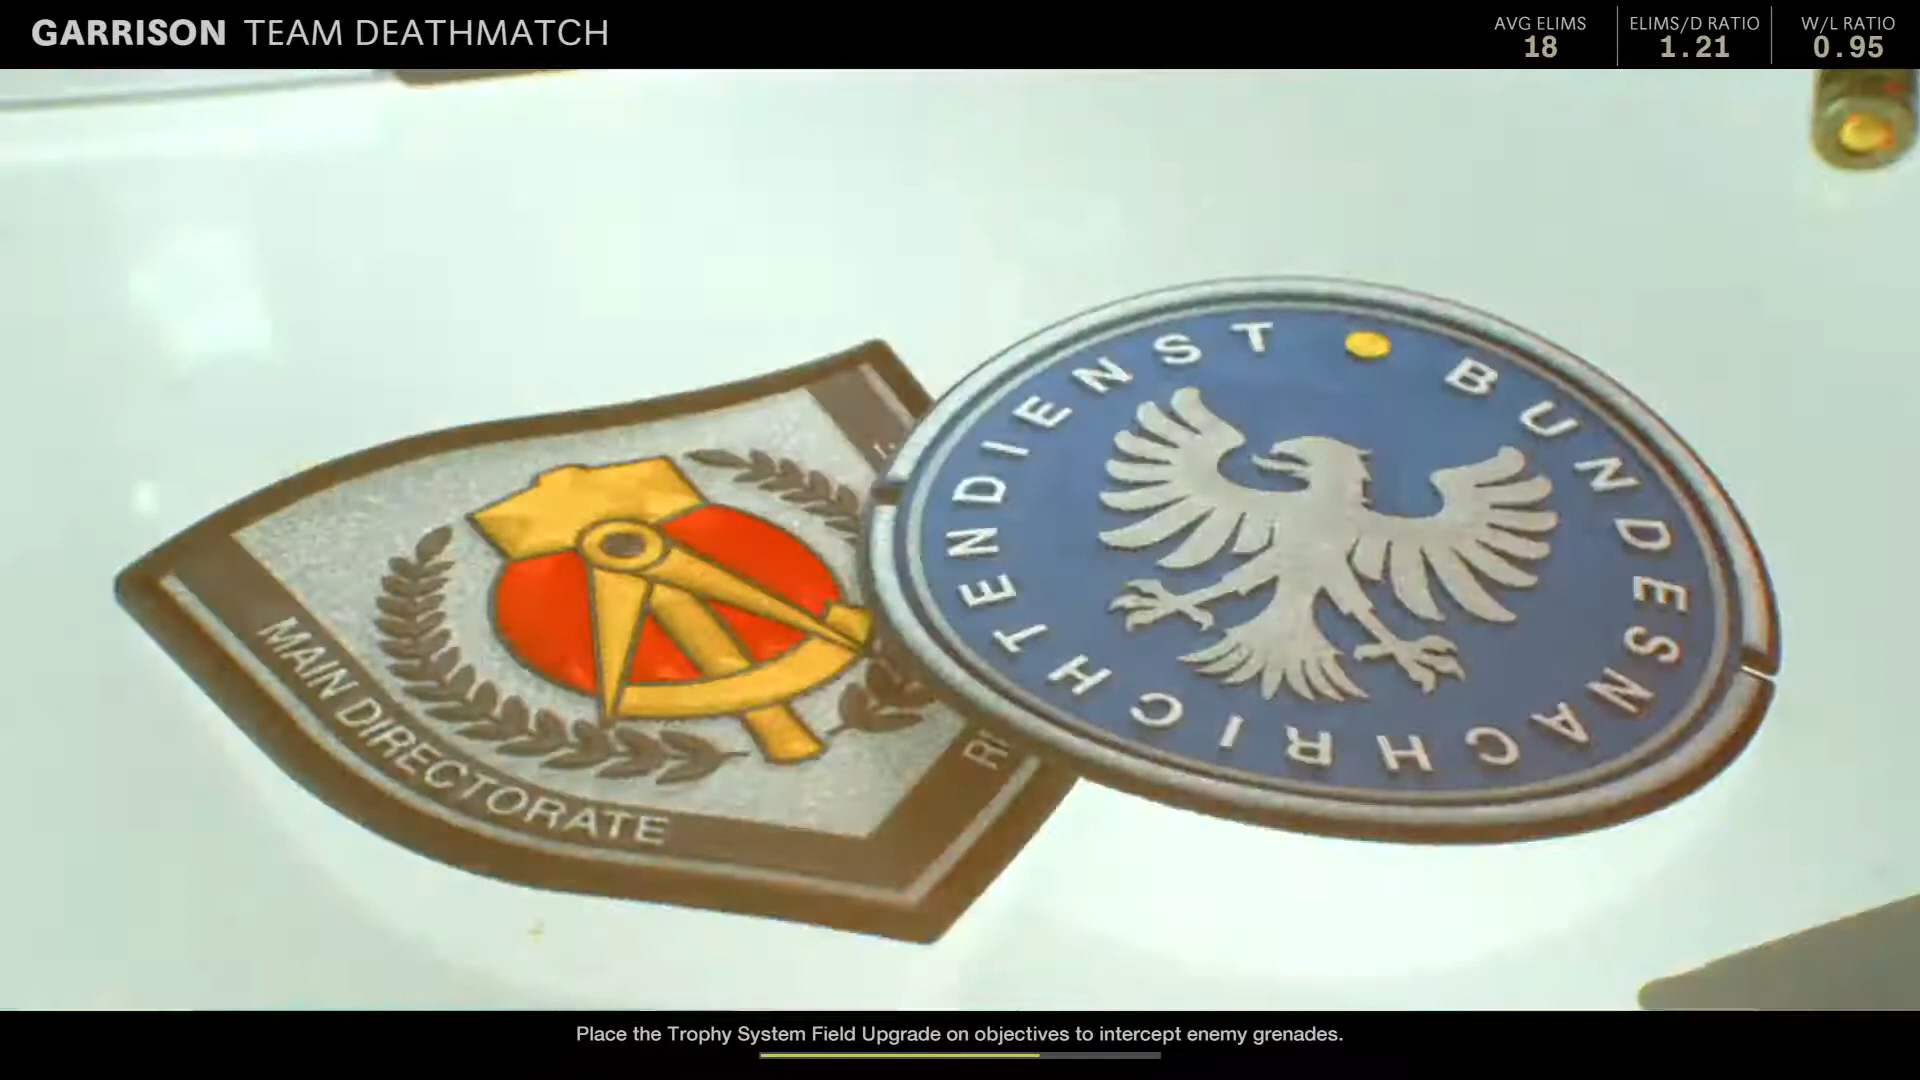 GARRISON TEAM DEATHMATCH
AVG ELIMS
18
ELIMS/D RATIO
1.21
W/L RATIO
0.95
BUNDESNACHRICHTENDIENST
MAIN DIRECTORATE
Place the Trophy System Field Upgrade on objectives to intercept enemy grenades.